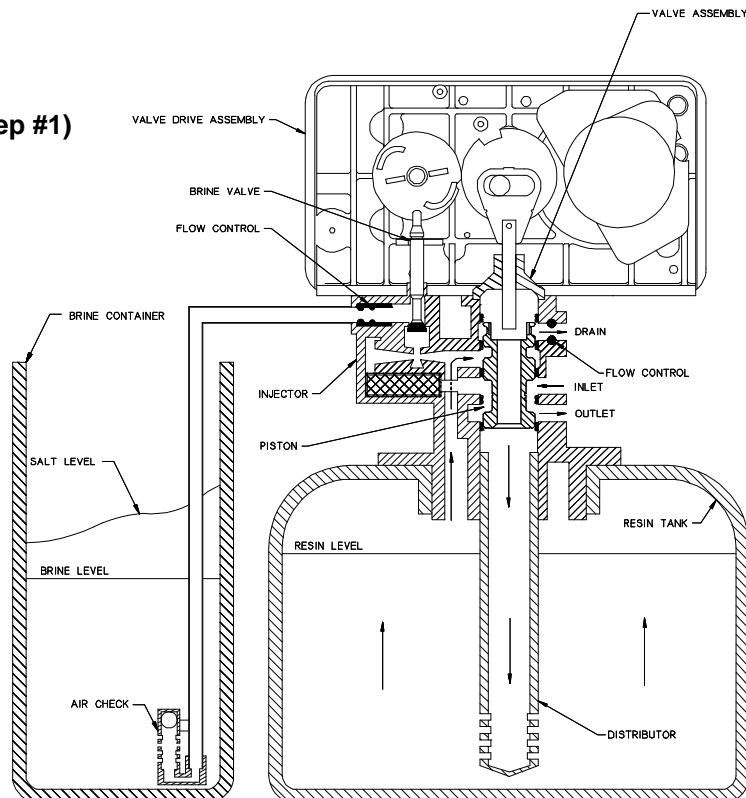 VALVE ASSEMBLY
ep #1)
VALVE DRIVE ASSEMBLY
BRINE VALVE
FLOW CONTROL
BRINE CONTAINER
DRAIN
FLOW CONTROL
INJECTOR
INLET
OUTLET
PISTON
SALT LEVEL
RESIN TANK
RESIN LEVEL
BRINE LEVEL
AIR CHECK
DISTRIBUTOR